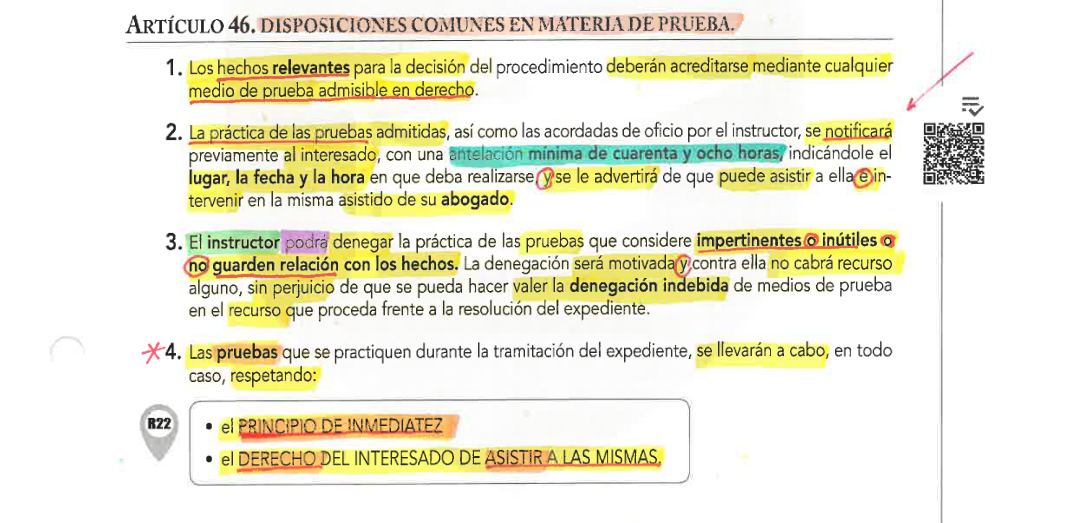 ARTÍCULO 46. DISPOSICIONES COMUNES EN MATERIA DE PRUEBA.
1. Los hechos relevantes para la decisión del procedimiento deberán acreditarse mediante cualquier
medio de prueba admisible en derecho.
2. La práctica de las pruebas admitidas, así como las acordadas de oficio por el instructor, se notificará
previamente al interesado, con una antelación mínima de cuarenta y ocho horas, indicándole el
lugar, la fecha y la hora en que deba realizarse y se le advertirá de que puede asistir a ella e in-
tervenir en la misma asistido de su abogado.
3. El instructor podrá denegar la práctica de las pruebas que considere impertinentes o inútiles o
no guarden relación con los hechos. La denegación será motivada y contra ella no cabrá recurso
alguno, sin perjuicio de que se pueda hacer valer la denegación indebida de medios de prueba
en el recurso que proceda frente a la resolución del expediente.
*4. Las pruebas que se practiquen durante la tramitación del expediente, se llevarán a cabo, en todo
caso, respetando:
R22
• el PRINCIPIO DE INMEDIATEZ
• el DERECHO DEL INTERESADO DE ASISTIR A LAS MISMAS.